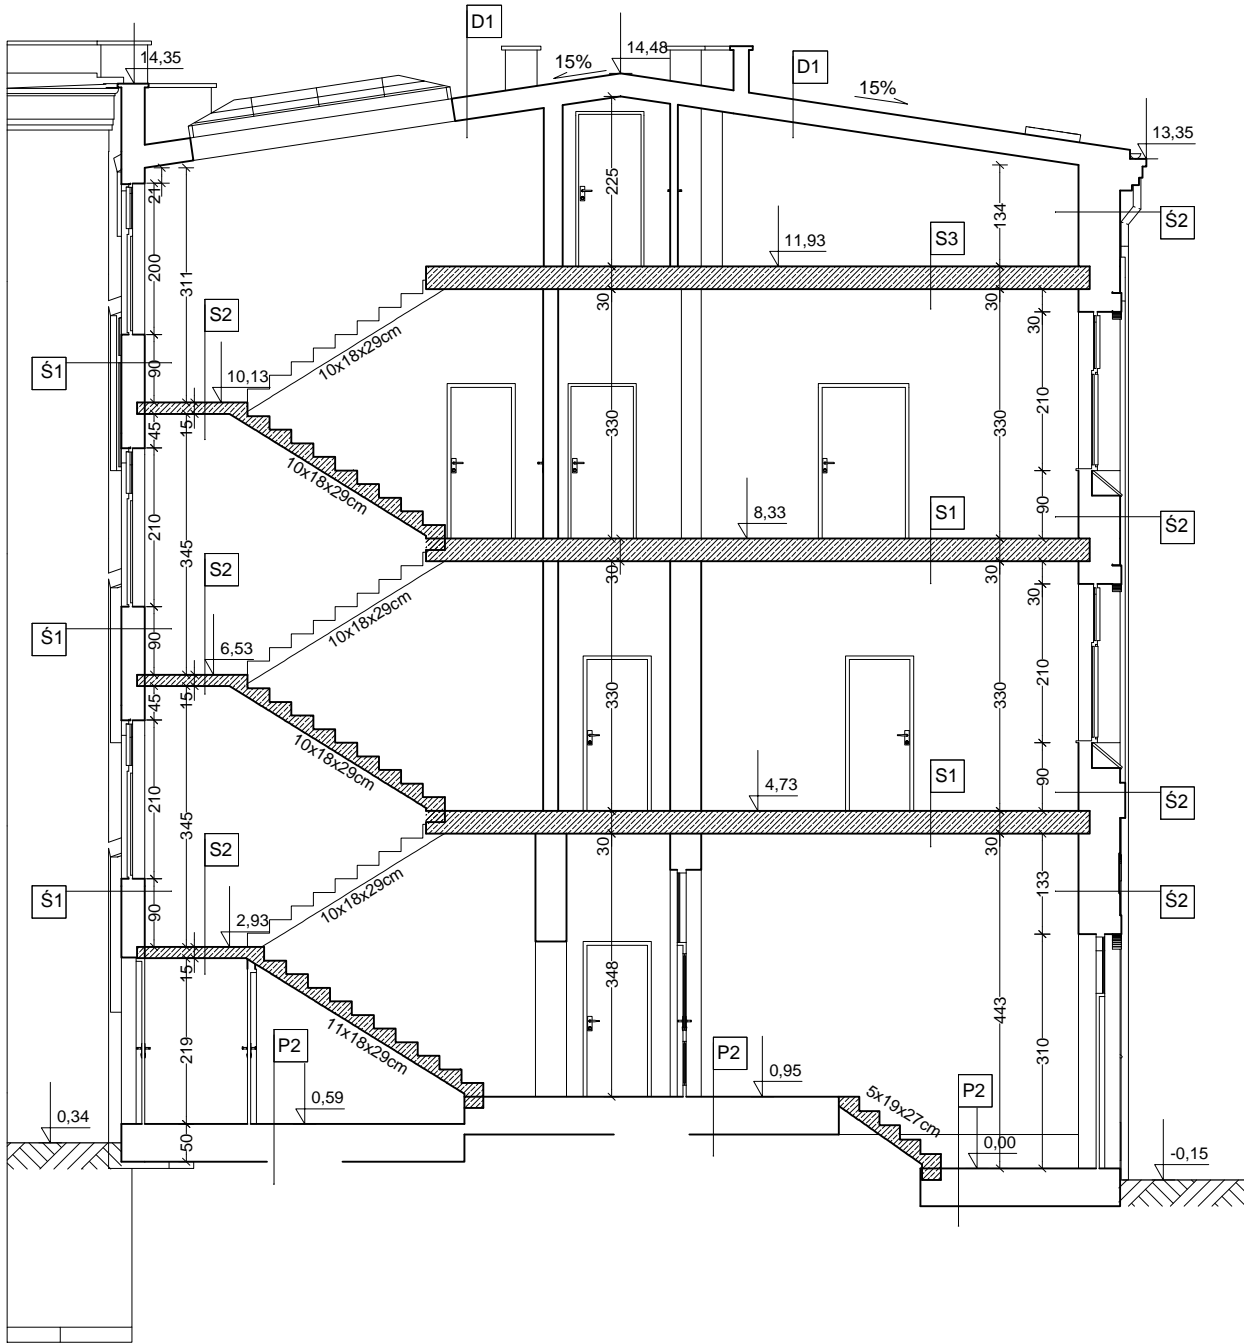 D1
14,35
15%
14,48
D1
15%
13,35
21
225
134
Ś2
11,93
S3
200
311
30
30
30
S2
10x18x29cm
Ś1
90
10,13
210
45
15
330
330
10x18x29cm
8,33
S1
90
Ś2
210
345
S2
30
30
30
10x18x29cm
Ś1
90
6,53
210
45
15
330
330
10x18x29cm
4,73
S1
90
Ś2
210
345
S2
30
30
10x18x29cm
133
Ś1
90
2,93
Ś2
15
348
443
219
11x18x29cm
P2
P2
310
0,34
0,59
0,95
5x19x27cm
P2
50
0,00
-0,15